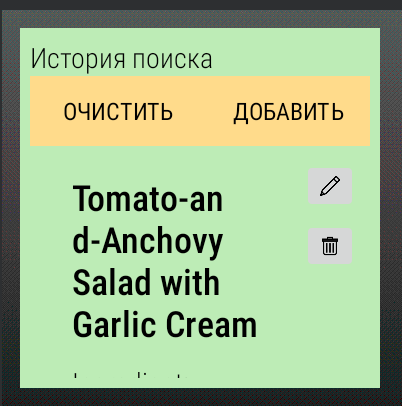 История поиска
ОЧИСТИТЬ ДОБАВИТЬ
Tomato-an
d-Anchovy
Salad with
Garlic Cream